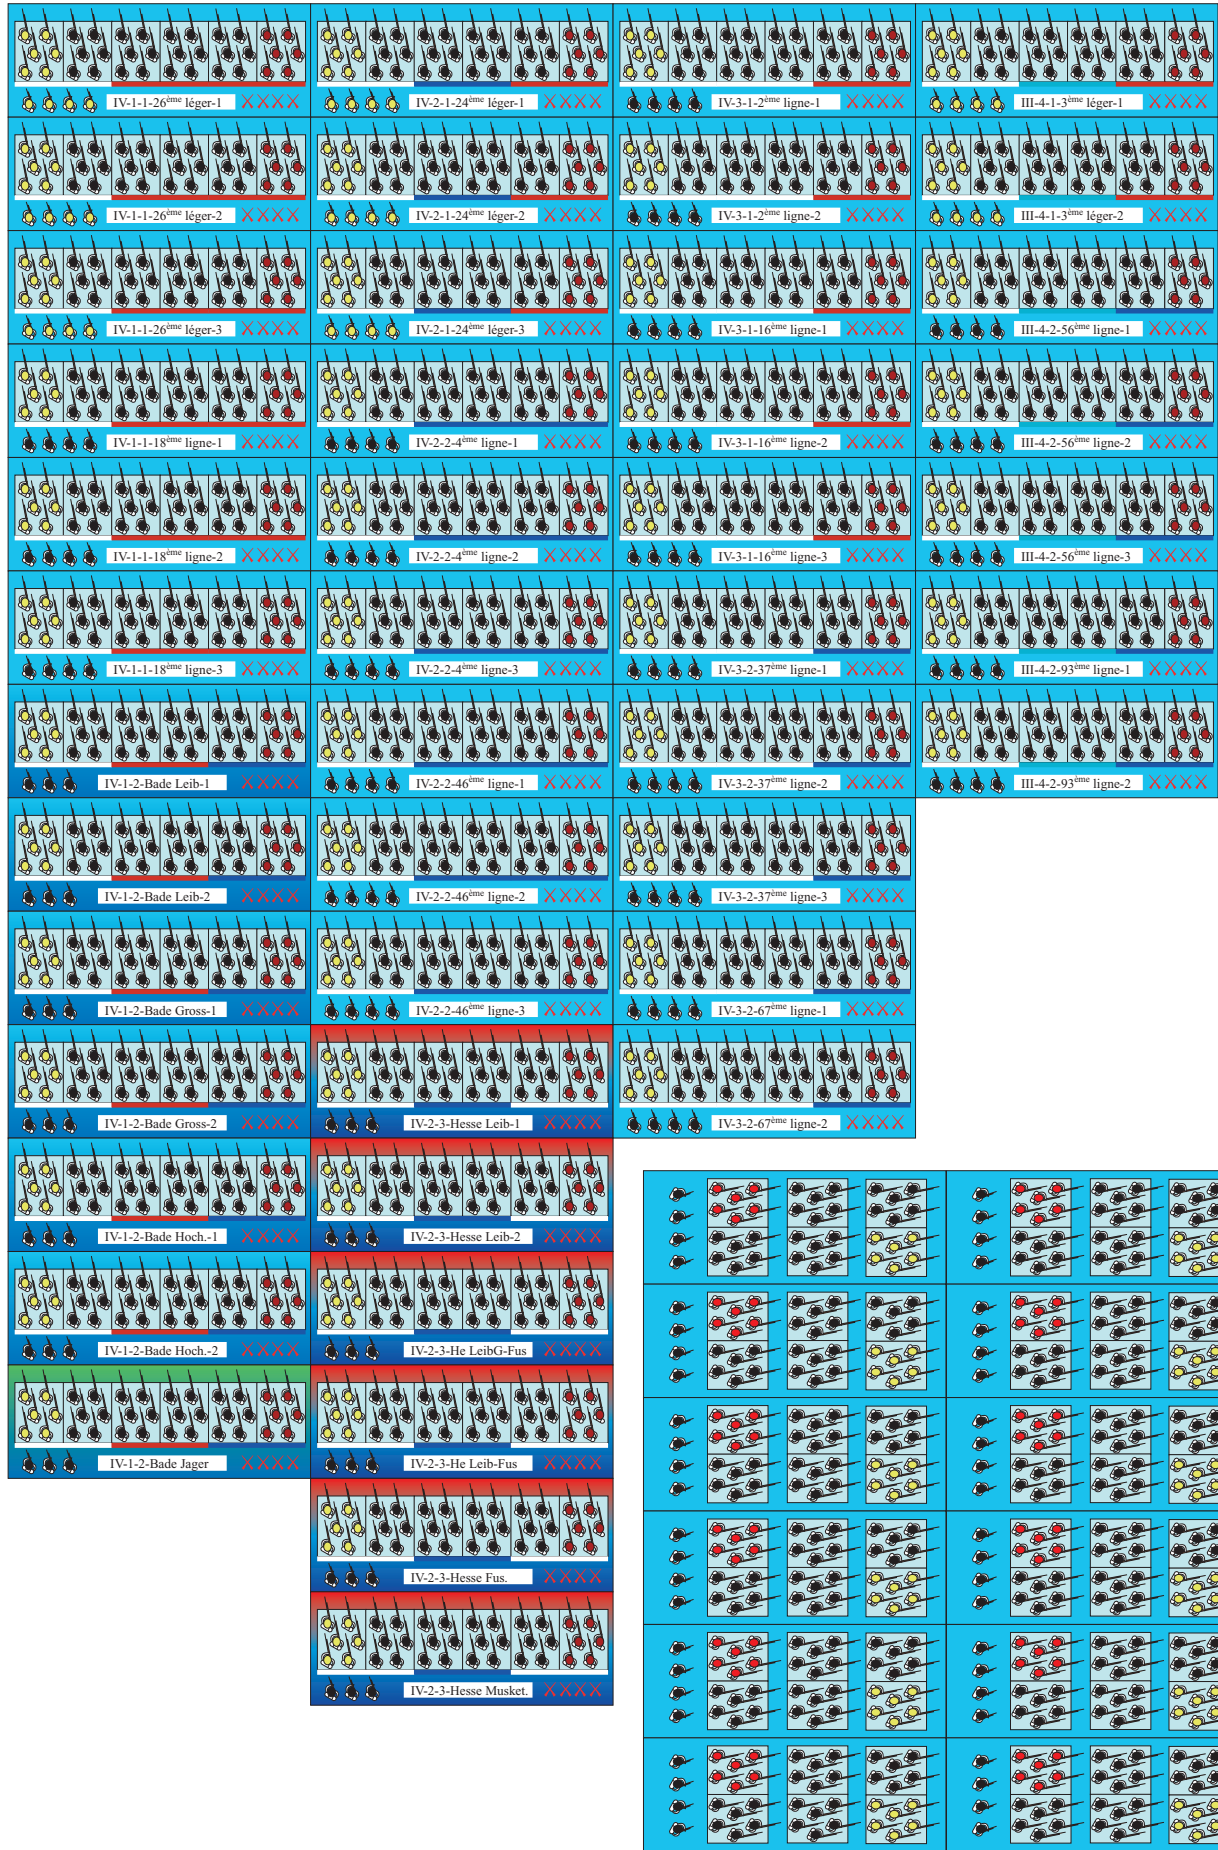 IV-1-1-26ème léger-1
IV-2-1-24ème léger-1
IV-3-1-2ème ligne-1
III-4-1-3ème léger-1
IV-1-1-26ème léger-2
IV-2-1-24ème léger-2
IV-3-1-2ème ligne-2
III-4-1-3ème léger-2
IV-1-1-26ème léger-3
IV-2-1-24ème léger-3
IV-3-1-16ème ligne-1
III-4-2-56ème ligne-1
IV-1-1-18ème ligne-1
IV-2-2-4ème ligne-1
IV-3-1-16ème ligne-2
III-4-2-56ème ligne-2
IV-1-1-18ème ligne-2
IV-2-2-4ème ligne-2
IV-3-1-16ème ligne-3
III-4-2-56ème ligne-3
IV-1-1-18ème ligne-3
IV-2-2-4ème ligne-3
IV-3-2-37ème ligne-1
III-4-2-93ème ligne-1
IV-1-2-Bade Leib-1
IV-2-2-46ème ligne-1
IV-3-2-37ème ligne-2
III-4-2-93ème ligne-2
IV-1-2-Bade Leib-2
IV-2-2-46ème ligne-2
IV-3-2-37ème ligne-3
IV-1-2-Bade Gross-1
IV-2-2-46ème ligne-3
IV-3-2-67ème ligne-1
IV-1-2-Bade Gross-2
IV-2-3-Hesse Leib-1
IV-3-2-67ème ligne-2
IV-1-2-Bade Hoch.-1
IV-2-3-Hesse Leib-2
IV-1-2-Bade Hoch.-2
IV-2-3-He LeibG-Fus
IV-1-2-Bade Jager
IV-2-3-He Leib-Fus
IV-2-3-Hesse Fus.
IV-2-3-Hesse Musket.